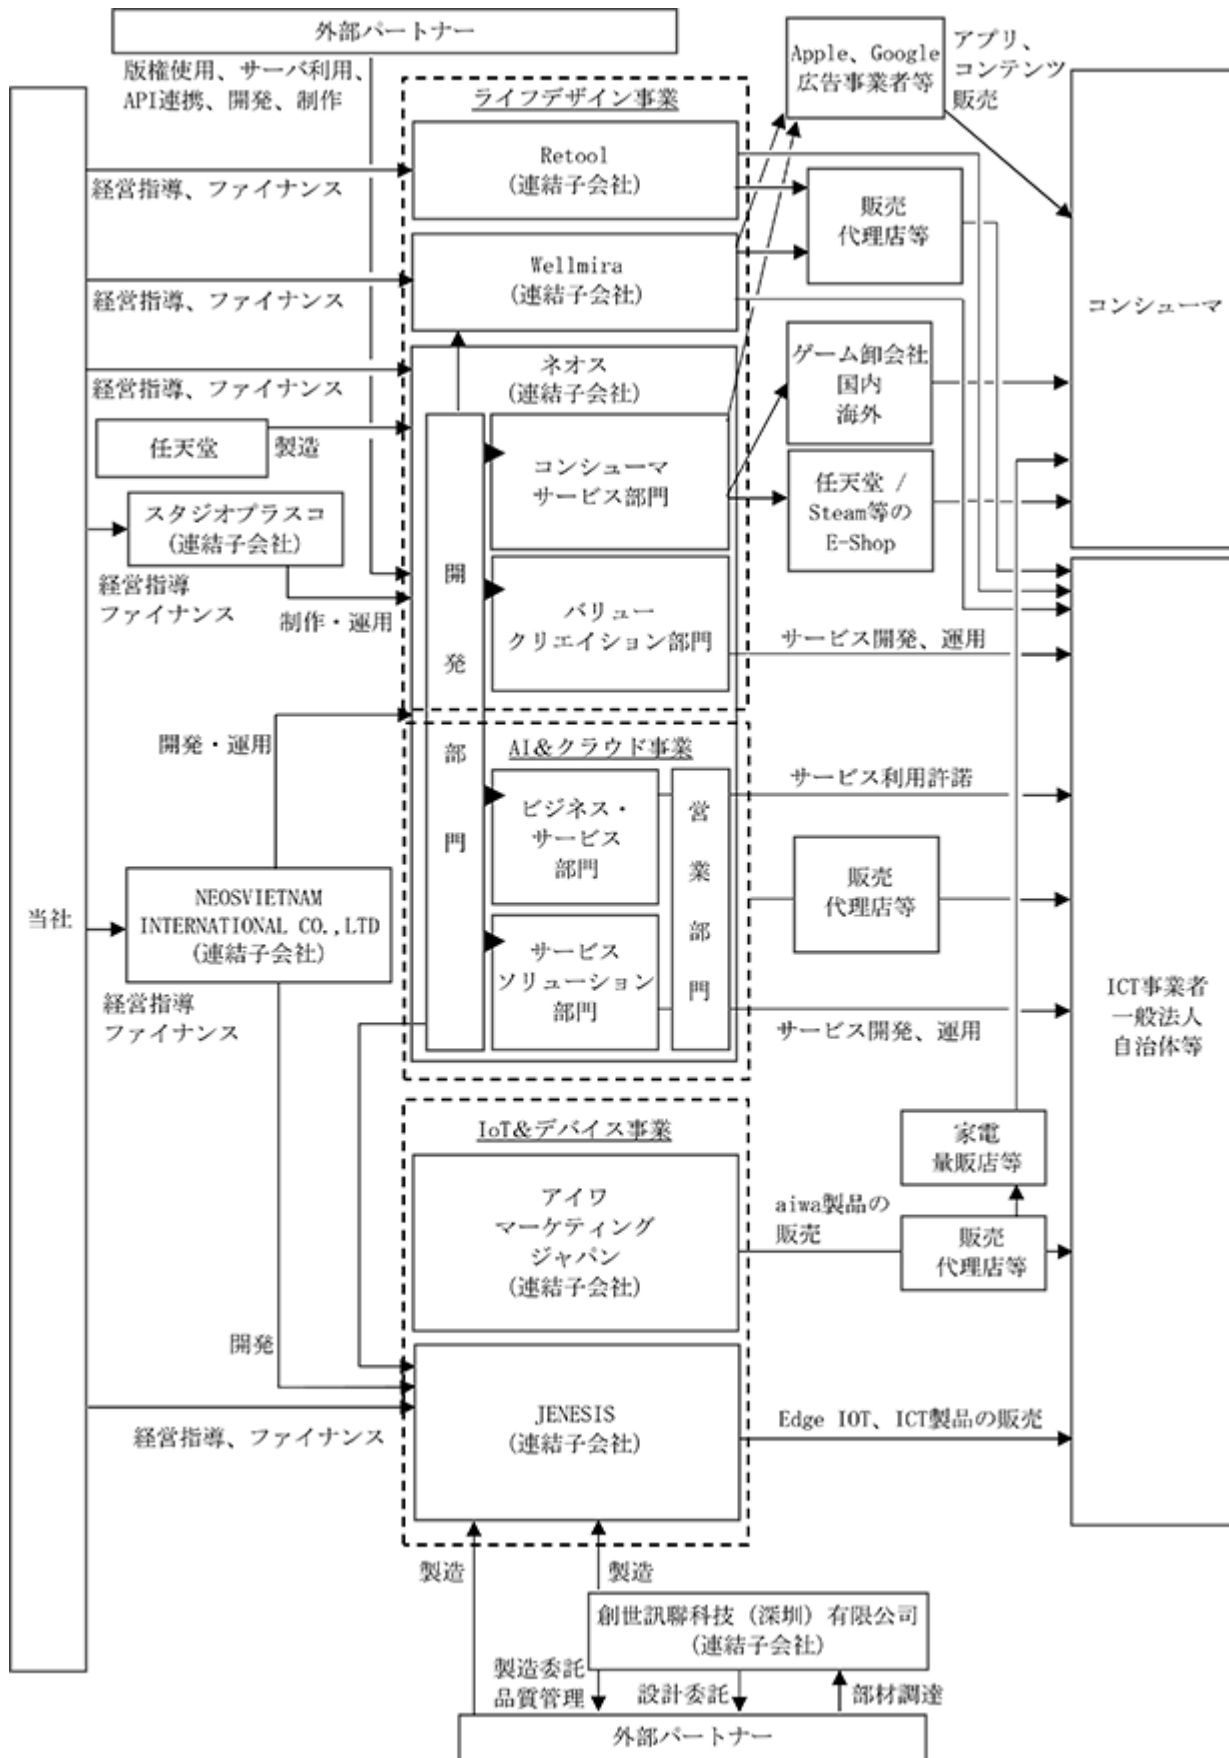 外部パートナー
版権使用、サーバ利用、
API連携、開発、制作
ライフデザイン事業
Apple、Google
広告事業者等
アプリ、
コンテンツ
販売
Retool
(連結子会社)
経営指導、ファイナンス
販売
代理店等
Wellmira
(連結子会社)
経営指導、ファイナンス
コンシューマ
ネオス
(連結子会社)
経営指導、ファイナンス
ゲーム卸会社
国内
海外
任天堂
製造
コンシューマ
サービス部門
任天堂 /
Steam等の
E-Shop
スタジオプラスコ
(連結子会社)
経営指導
ファイナンス
制作・運用
開
発
部
門
バリュー
クリエイション部門
サービス開発、運用
開発・運用
AI&クラウド事業
ビジネス・
サービス
部門
営
業
部
門
サービス利用許諾
販売
代理店等
当社
NEOSVIETNAM
INTERNATIONAL CO.,LTD
(連結子会社)
経営指導
ファイナンス
サービス
ソリューション
部門
サービス開発、運用
ICT事業者
一般法人
自治体等
IoT&デバイス事業
アイワ
マーケティング
ジャパン
(連結子会社)
aiwa製品の
販売
家電
量販店等
販売
代理店等
開発
JENESIS
(連結子会社)
経営指導、ファイナンス
Edge IOT、ICT製品の販売
製造
製造
創世訊聯科技（深圳）有限公司
(連結子会社)
製造委託
品質管理
設計委託
部材調達
外部パートナー